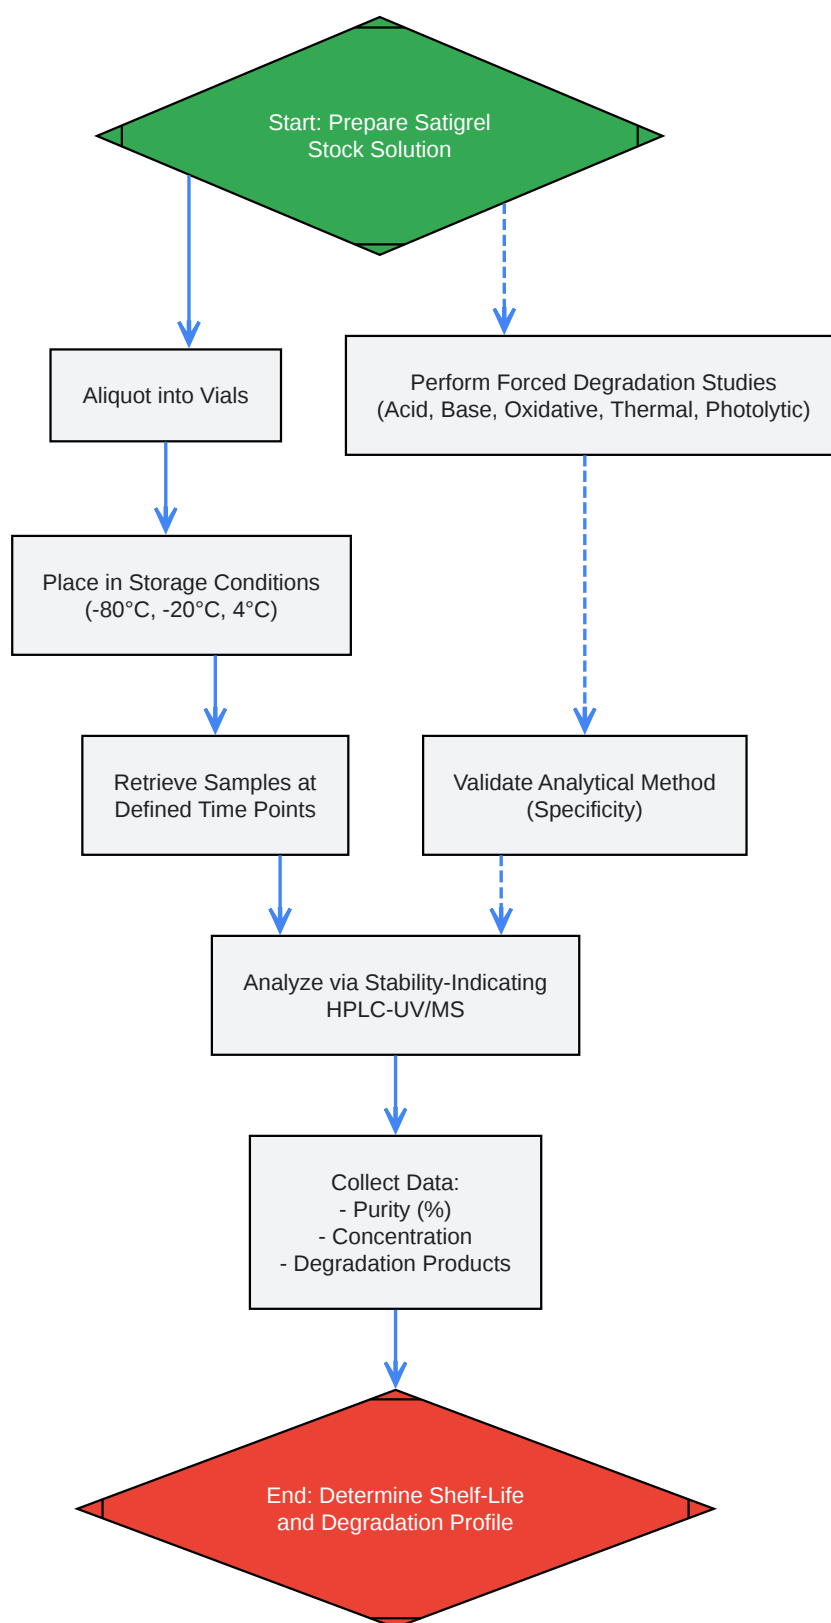 Start: Prepare Satigrel
Stock Solution
Aliquot into Vials
Perform Forced Degradation Studies
(Acid, Base, Oxidative, Thermal, Photolytic)
Place in Storage Conditions
(-80°C, -20°C, 4°C)
Retrieve Samples at
Defined Time Points
Validate Analytical Method
(Specificity)
Analyze via Stability-Indicating
HPLC-UV/MS
Collect Data:
- Purity (%)
- Concentration
- Degradation Products
End: Determine Shelf-Life
and Degradation Profile